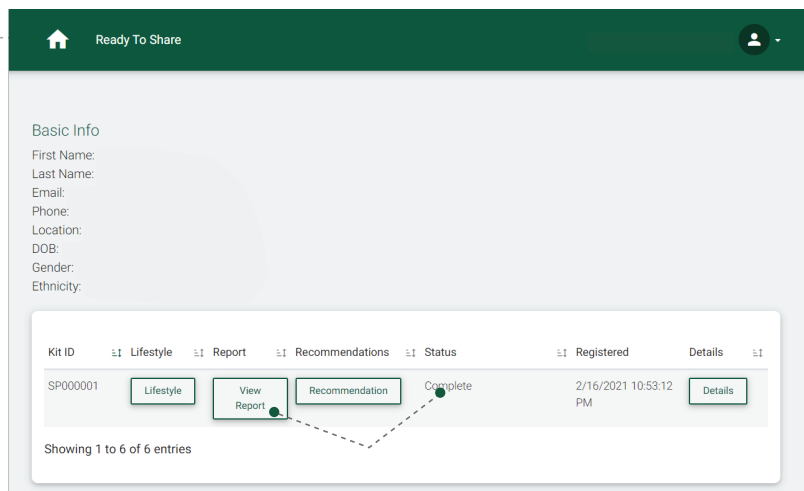 Ready To Share
Basic Info
First Name:
Last Name:
Email:
Phone:
Location:
DOB:
Gender:
Ethnicity:
Kit ID Lifestyle Report Recommendations Status Registered Details
SP000001 Lifestyle View Recommendation Complete 2/16/2021 10:53:12 Details
Report PM
Showing 1 to 6 of 6 entries